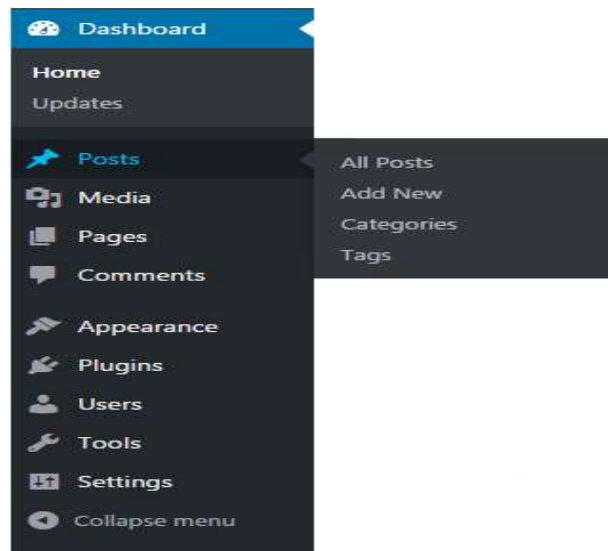 Dashboard
Home
Updates
Posts
All Posts
Add New
Categories
Tags
Media
Pages
Comments
Appearance
Plugins
Users
Tools
Settings
Collapse menu